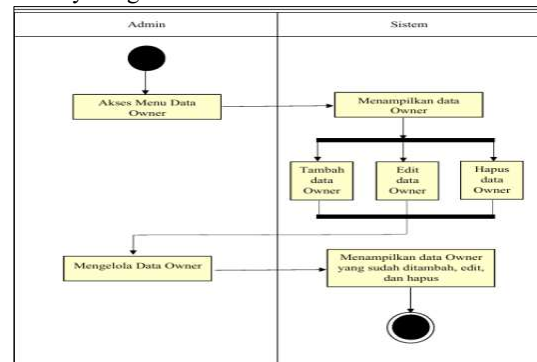 Admin
Sistem
Akses Menu Data
Owner
Menampilkan data
Owner
Tambah
data
Owner
Edit
data
Owner
Hapus
data
Owner
Mengelola Data Owner
Menampilkan data Owner
yang sudah ditambah, edit,
dan hapus